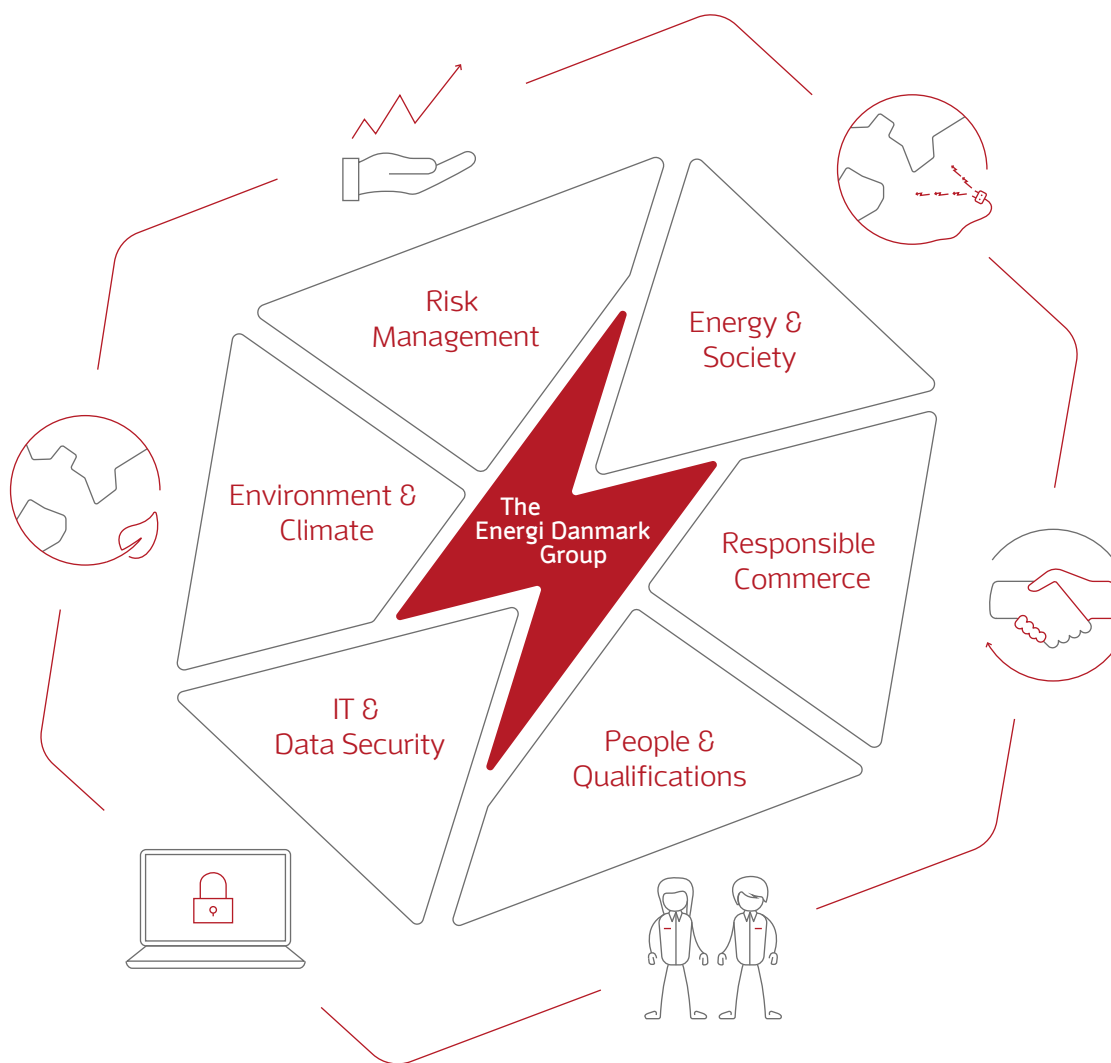 Risk
Management
Energy &
Society
Environment &
Climate
The
Energi Danmark
Group
Responsible
Commerce
IT &
Data Security
People &
Qualifications